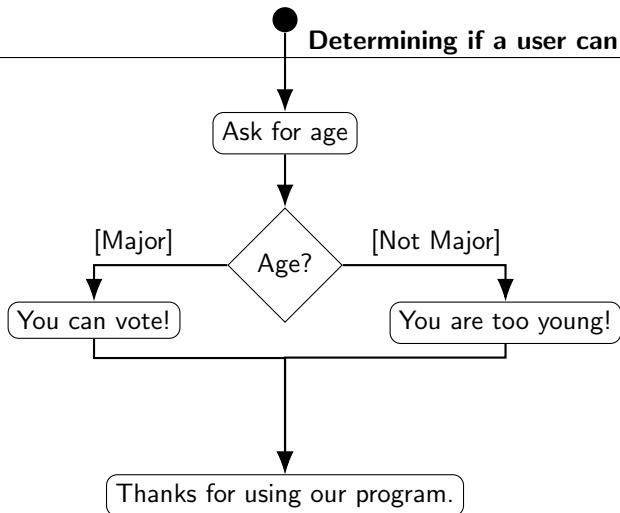 Determining if a user can
Ask for age
[Major]
[Not Major]
Age?
You can vote!
You are too young!
Thanks for using our program.